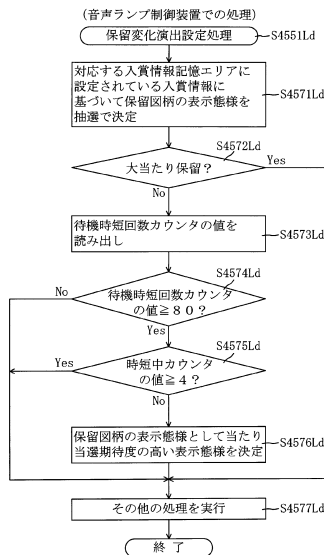 (音声ランプ制御装置での処理)
保留変化演出設定処理
S4551Ld
対応する入賞情報記憶エリアに
設定されている入賞情報に
基づいて保留図柄の表示態様を
抽選で決定
S4571Ld
S4572Ld
大当たり保留?
Yes
No
待機時短回数カウンタの値を
読み出し
S4573Ld
S4574Ld
No
待機時短回数カウンタ
の値≧80?
Yes
S4575Ld
Yes
時短中カウンタ
の値≧4?
No
保留図柄の表示態様として当たり
当選期待度の高い表示態様を決定
S4576Ld
その他の処理を実行
S4577Ld
終了